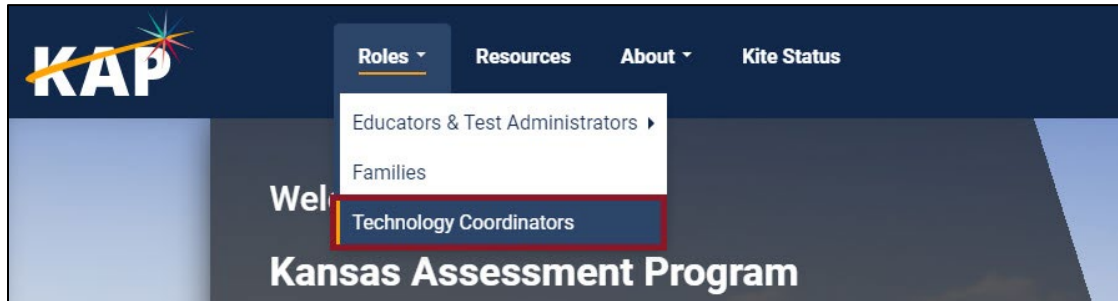 KAP
Roles Resources About Kite Status
Educators & Test Administrators
Families
Wel
Technology Coordinators
Kansas Assessment Program